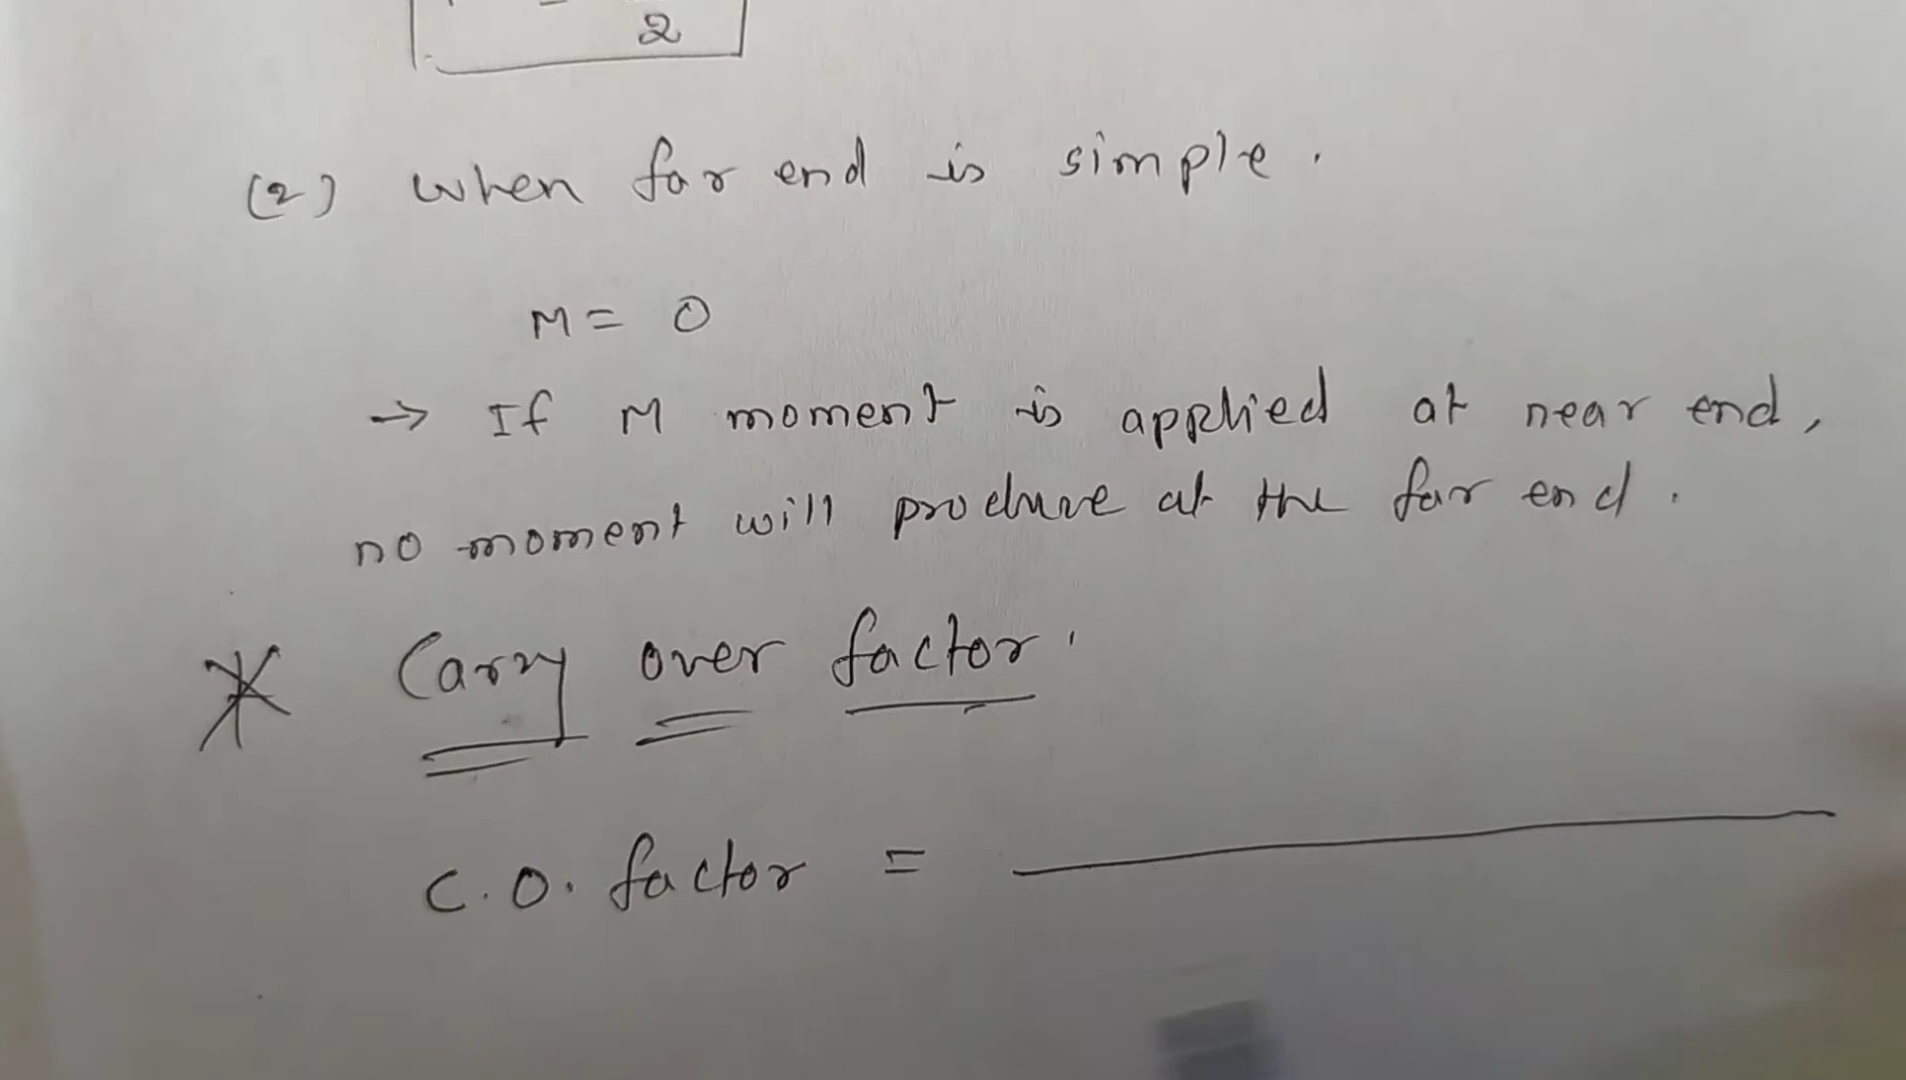 = 2
(2) when far end is simple.
M = 0
→ If M moment is applied at near end,
no moment will produce at the far end.
* Carry over factor.
C.O. factor =